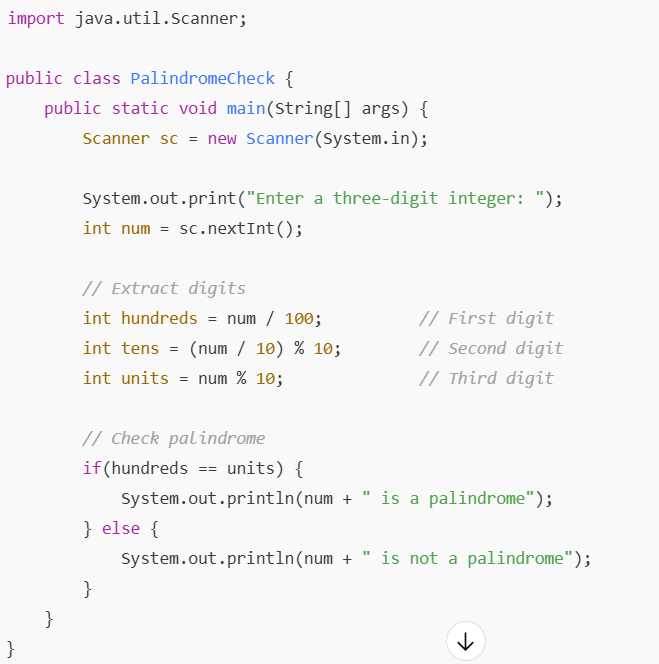 import java.util.Scanner;
public class PalindromeCheck {
    public static void main(String[] args) {
        Scanner sc = new Scanner(System.in);
        System.out.print("Enter a three-digit integer: ");
        int num = sc.nextInt();
        // Extract digits
        int hundreds = num / 100;          // First digit
        int tens = (num / 10) % 10;        // Second digit
        int units = num % 10;              // Third digit
        // Check palindrome
        if(hundreds == units) {
            System.out.println(num + " is a palindrome");
        } else {
            System.out.println(num + " is not a palindrome");
        }
    }
}